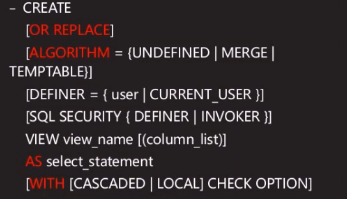 – CREATE
[OR REPLACE]
[ALGORITHM = {UNDEFINED | MERGE |
TEMPTABLE}]
[DEFINER = { user | CURRENT_USER }]
[SQL SECURITY { DEFINER | INVOKER }]
VIEW view_name [(column_list)]
AS select_statement
[WITH [CASCADED | LOCAL] CHECK OPTION]